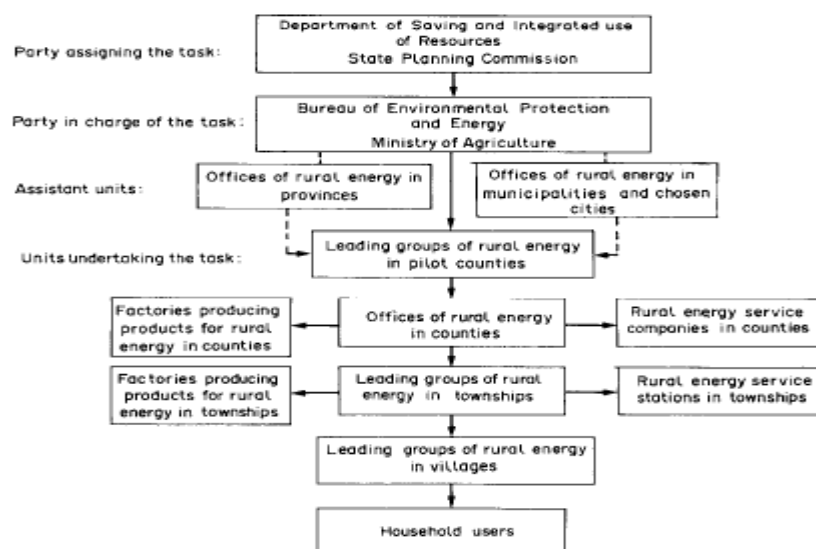 Department of Saving and Integrated use
of Resources
State Planning Commission
Party assigning the task:
Bureau of Environmental Protection
and Energy
Ministry of Agriculture
Party in charge of the task:
Assistant units:
Offices of rural energy in
provinces
Offices of rural energy in
municipalities and chosen
cities
Units undertaking the task:
Leading groups of rural energy
in pilot counties
Factories producing
products for rural
energy in counties
Offices of rural energy
in counties
Rural energy service
companies in counties
Factories producing
products for rural
energy in townships
Leading groups of rural
energy in townships
Rural energy service
stations in townships
Leading groups of rural energy
in villages
Household users